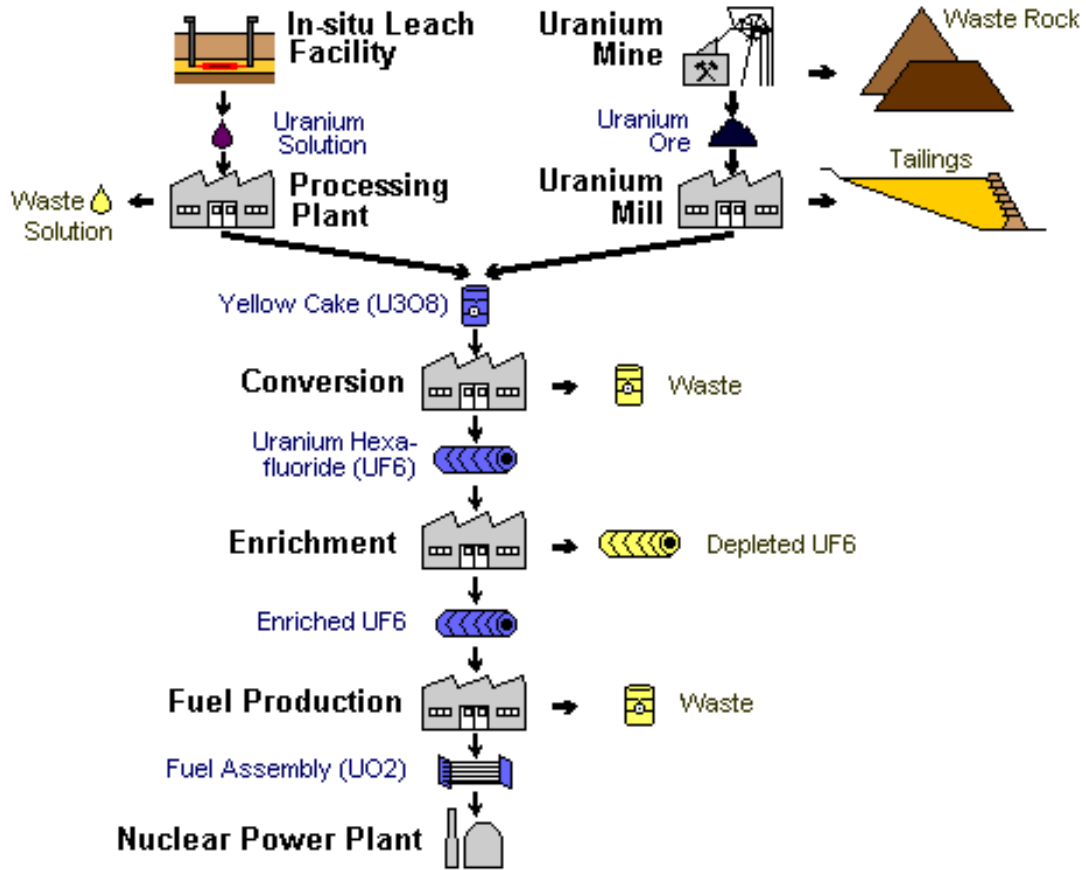 In-situ Leach
Facility
Uranium
Mine
Waste Rock
Uranium
Solution
Uranium
Ore
Processing
Plant
Uranium
Mill
Tailings
Waste
Solution
Yellow Cake (U3O8)
Conversion
Waste
Uranium Hexa-
fluoride (UF6)
Enrichment
Depleted UF6
Enriched UF6
Fuel Production
Waste
Fuel Assembly (UO2)
Nuclear Power Plant